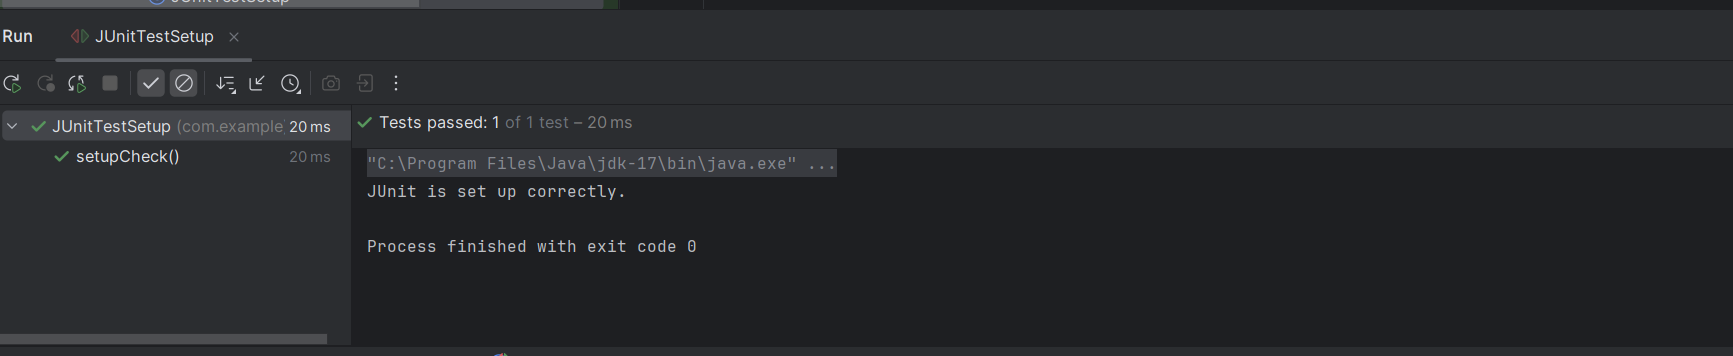 JUnitTestSetup
Run JUnitTestSetup
JUnitTestSetup (com.example 20 ms
setupCheck() 20 ms
Tests passed: 1 of 1 test – 20 ms
"C:\Program Files\Java\jdk-17\bin\java.exe" ...
JUnit is set up correctly.
Process finished with exit code 0